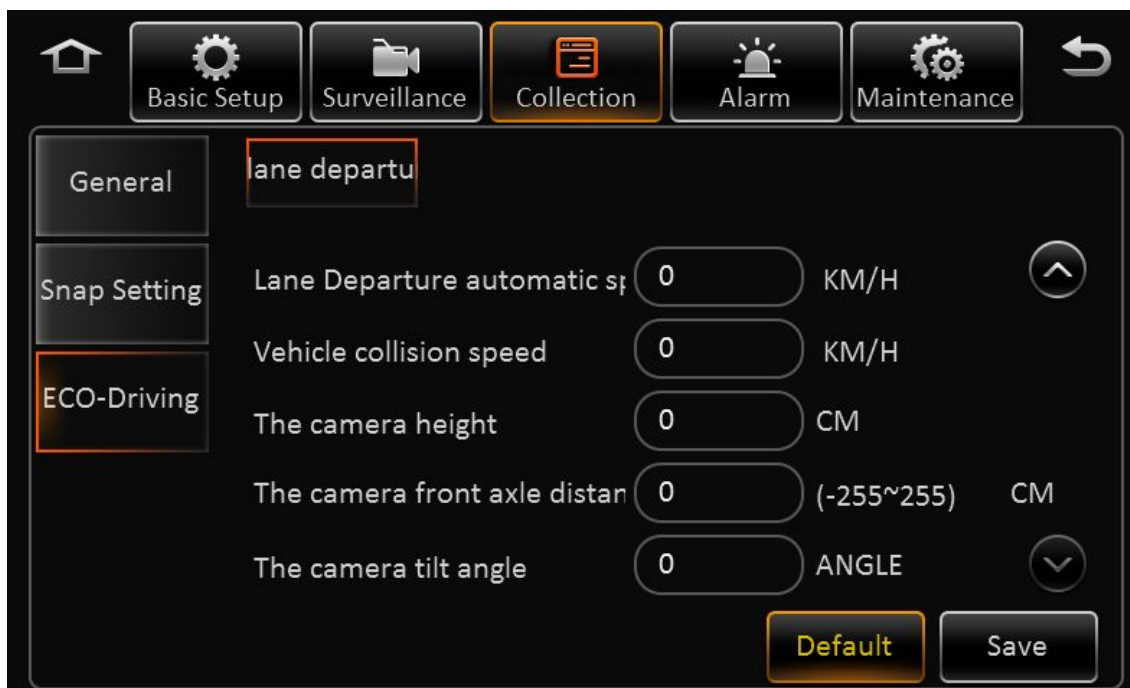 Basic Setup Surveillance Collection Alarm Maintenance
General
lane departu
Snap Setting
Lane Departure automatic sp 0 KM/H
Vehicle collision speed 0 KM/H
ECO-Driving
The camera height 0 CM
The camera front axle distan 0 (-255~255) CM
The camera tilt angle 0 ANGLE
Default Save